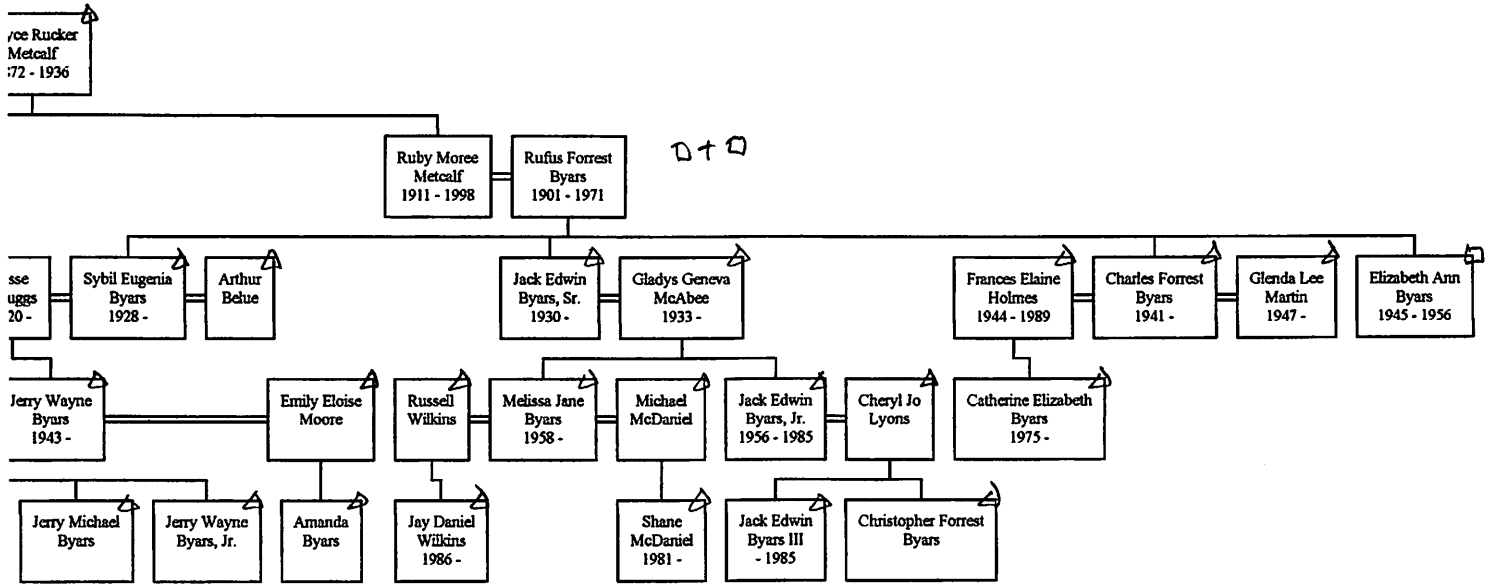 yce Rucker
Metcalf
72 - 1936
Ruby Moree
Metcalf
1911 - 1998
Rufus Forrest
Byars
1901 - 1971
D + D
sse
uggs
20 -
Sybil Eugenia
Byars
1928 -
Arthur
Belue
Jack Edwin
Byars, Sr.
1930 -
Gladys Geneva
McAbee
1933 -
Frances Elaine
Holmes
1944 - 1989
Charles Forrest
Byars
1941 -
Glenda Lee
Martin
1947 -
Elizabeth Ann
Byars
1945 - 1956
Jerry Wayne
Byars
1943 -
Emily Eloise
Moore
Russell
Wilkins
Melissa Jane
Byars
1958 -
Michael
McDaniel
Jack Edwin
Byars, Jr.
1956 - 1985
Cheryl Jo
Lyons
Catherine Elizabeth
Byars
1975 -
Jerry Michael
Byars
Jerry Wayne
Byars, Jr.
Amanda
Byars
Jay Daniel
Wilkins
1986 -
Shane
McDaniel
1981 -
Jack Edwin
Byars III
- 1985
Christopher Forrest
Byars